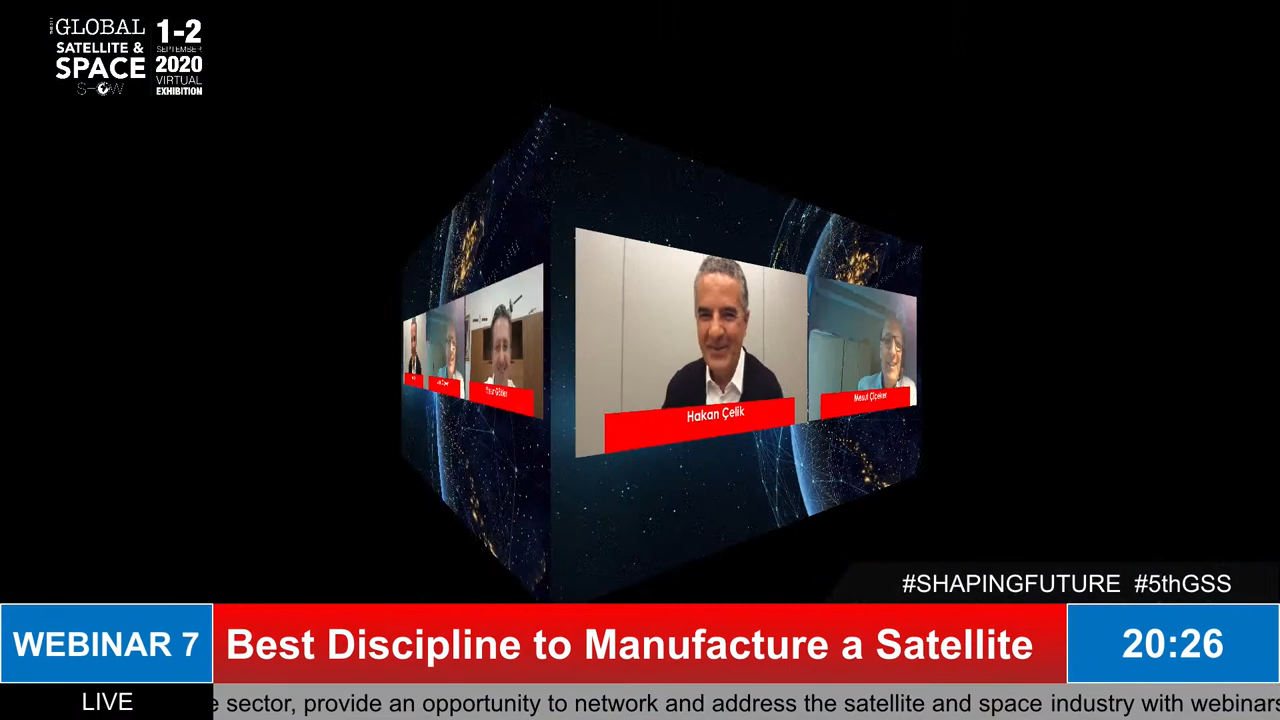 GLOBAL
SATELLITE &
SPACE
SHOW
1-2
SEPTEMBER
2020
VIRTUAL
EXHIBITION
Hakan Çelik
Mesut Çiçeker
#SHAPINGFUTURE #5thGSS
WEBINAR 7
Best Discipline to Manufacture a Satellite
20:26
LIVE
e sector, provide an opportunity to network and address the satellite and space industry with webinars